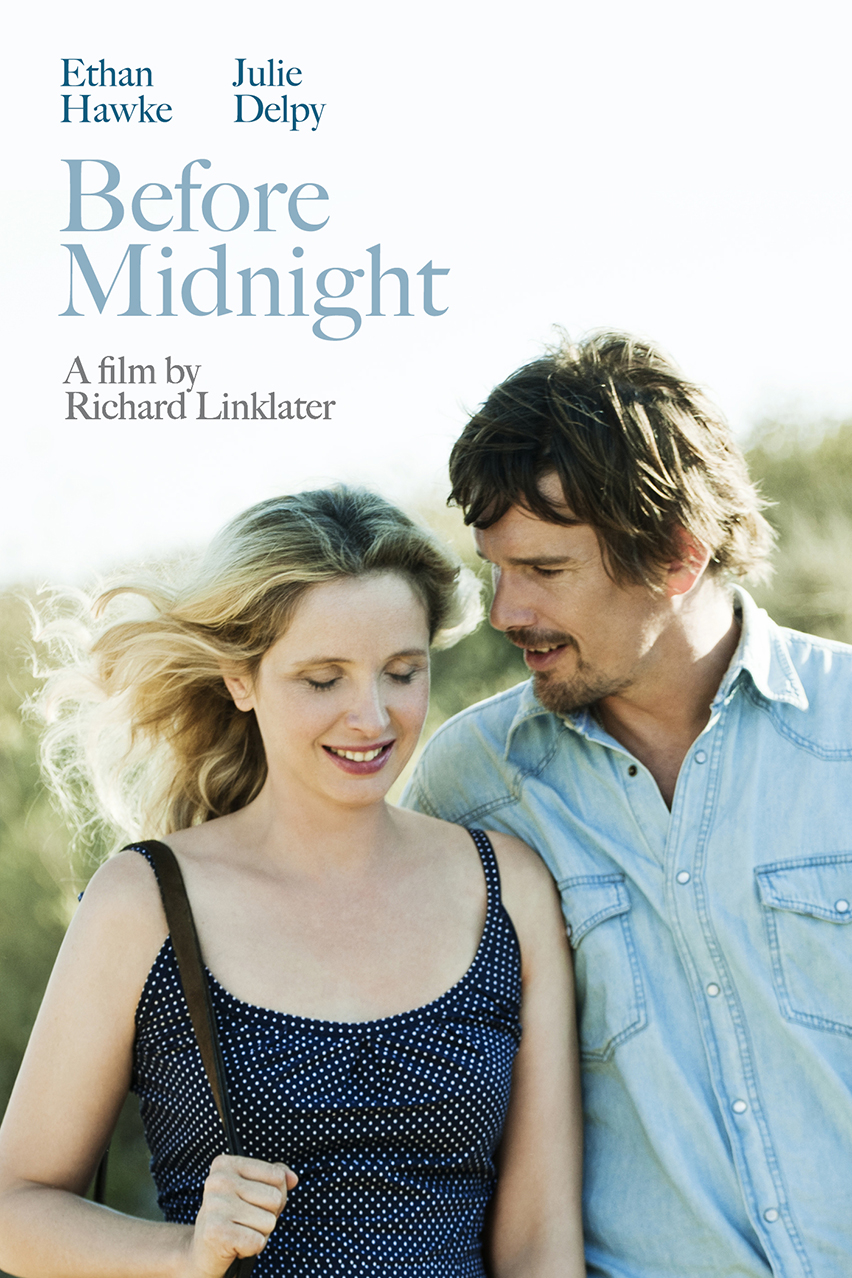 Ethan Hawke
Julie Delpy
Before
Midnight
A film by
Richard Linklater